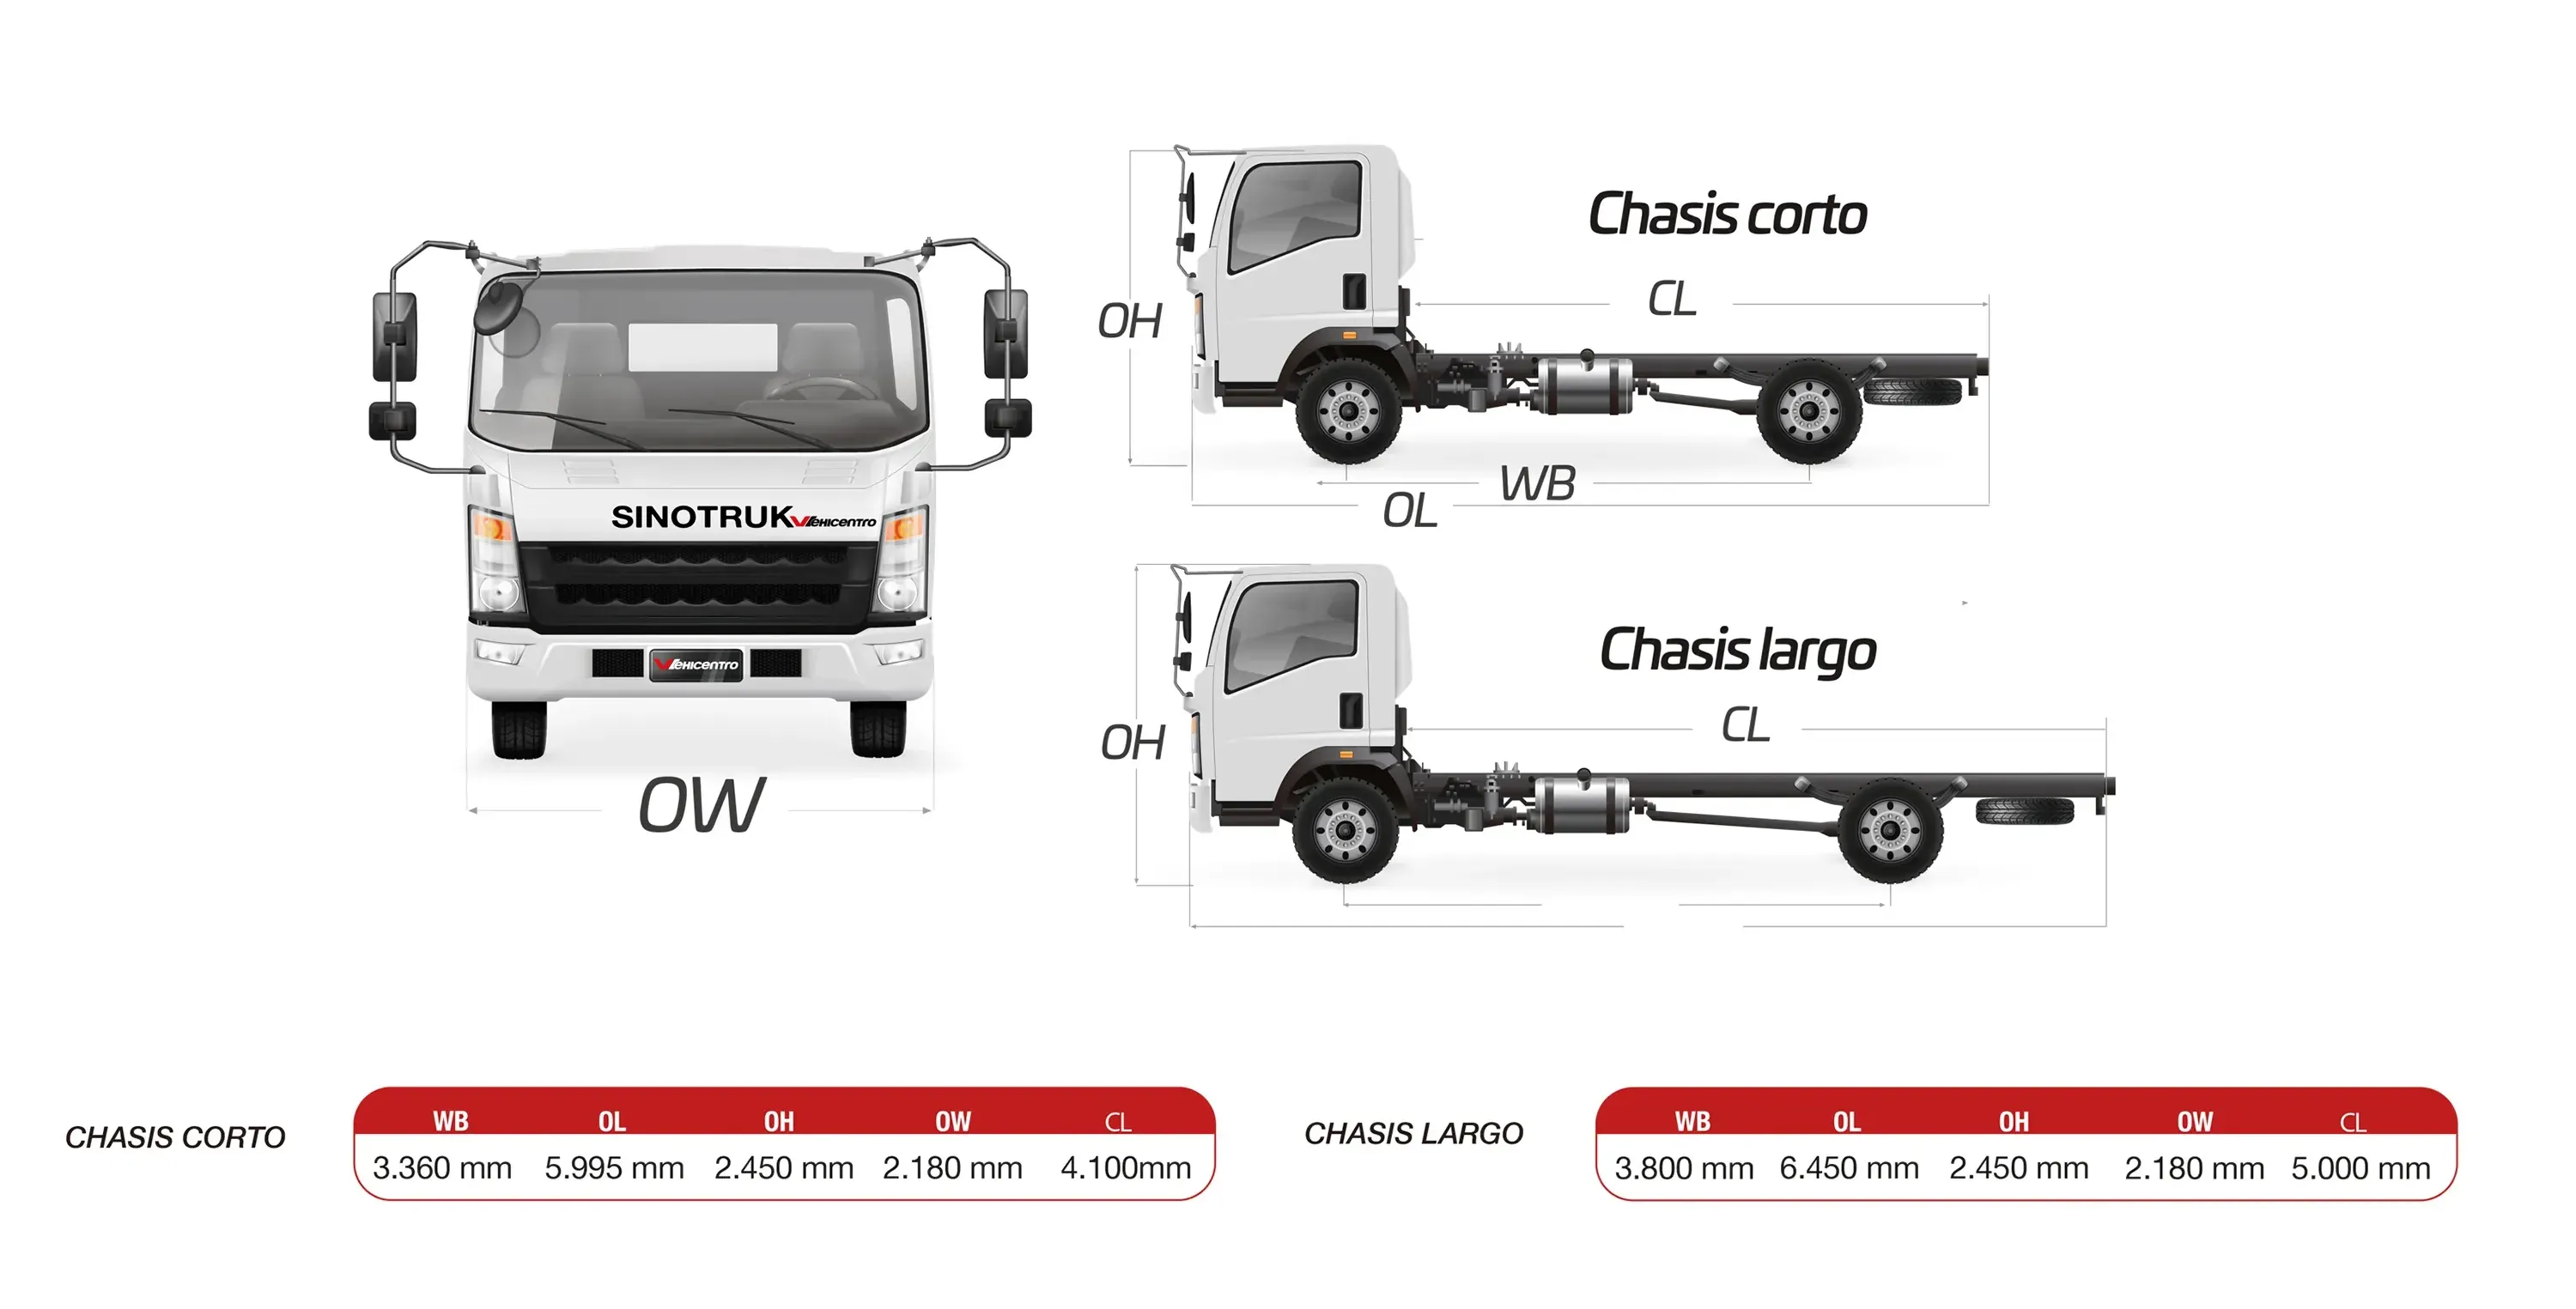 Chasis corto
CL
OH
WB
OL
SINOTRUK VEHICENTRO
VEHICENTRO
OW
Chasis largo
CL
OH
CHASIS CORTO
WB OL OH OW CL
3.360 mm 5.995 mm 2.450 mm 2.180 mm 4.100mm
CHASIS LARGO
WB OL OH OW CL
3.800 mm 6.450 mm 2.450 mm 2.180 mm 5.000 mm